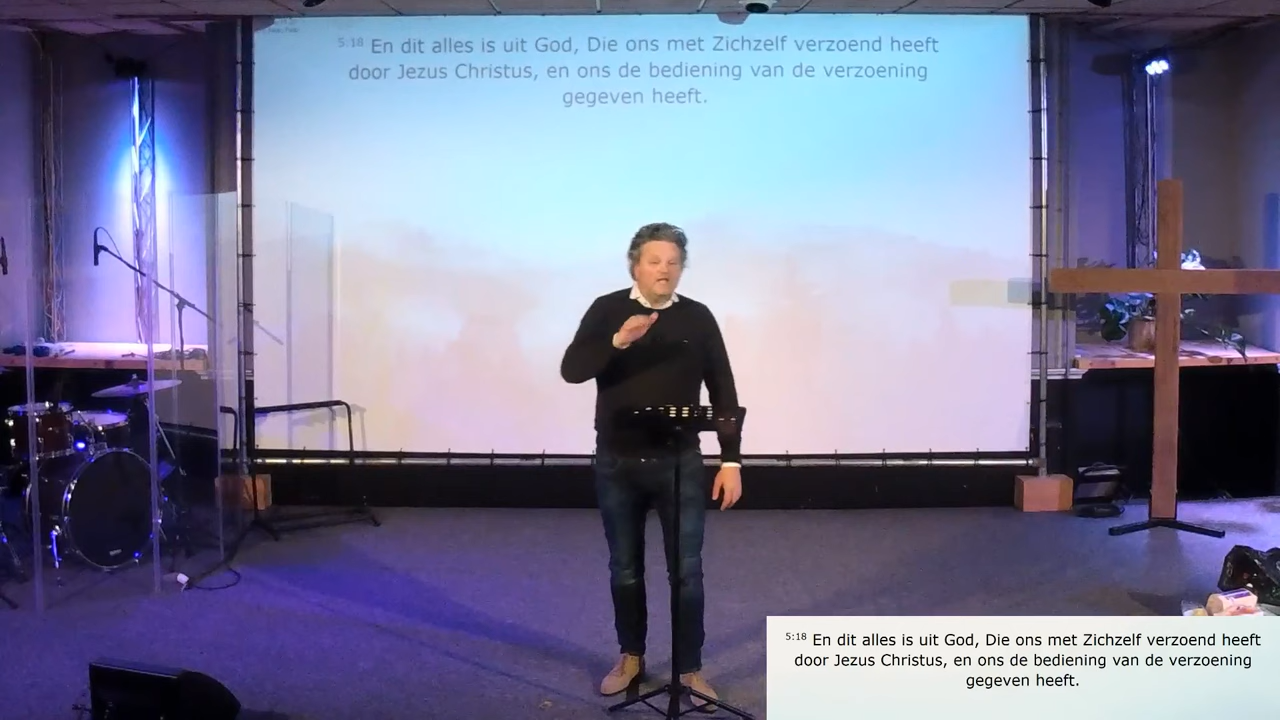 5:18 En dit alles is uit God, Die ons met Zichzelf verzoend heeft
door Jezus Christus, en ons de bediening van de verzoening
gegeven heeft.
5:18 En dit alles is uit God, Die ons met Zichzelf verzoend heeft
door Jezus Christus, en ons de bediening van de verzoening
gegeven heeft.